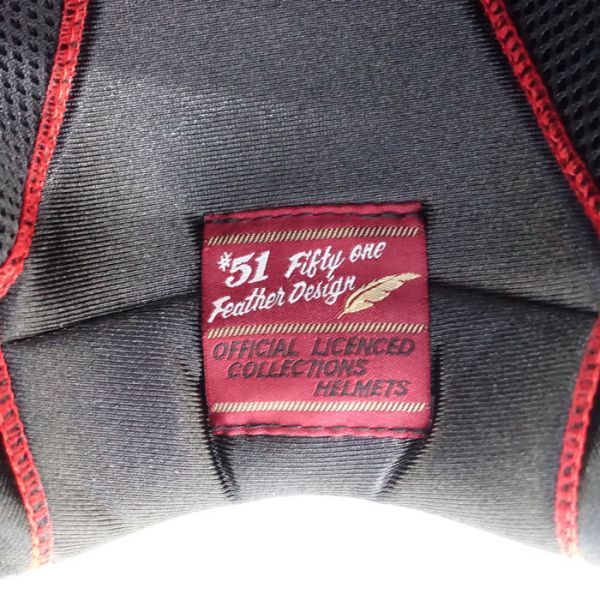 #51 Fifty one
Feather Design
OFFICIAL LICENCED
COLLECTIONS
HELMETS